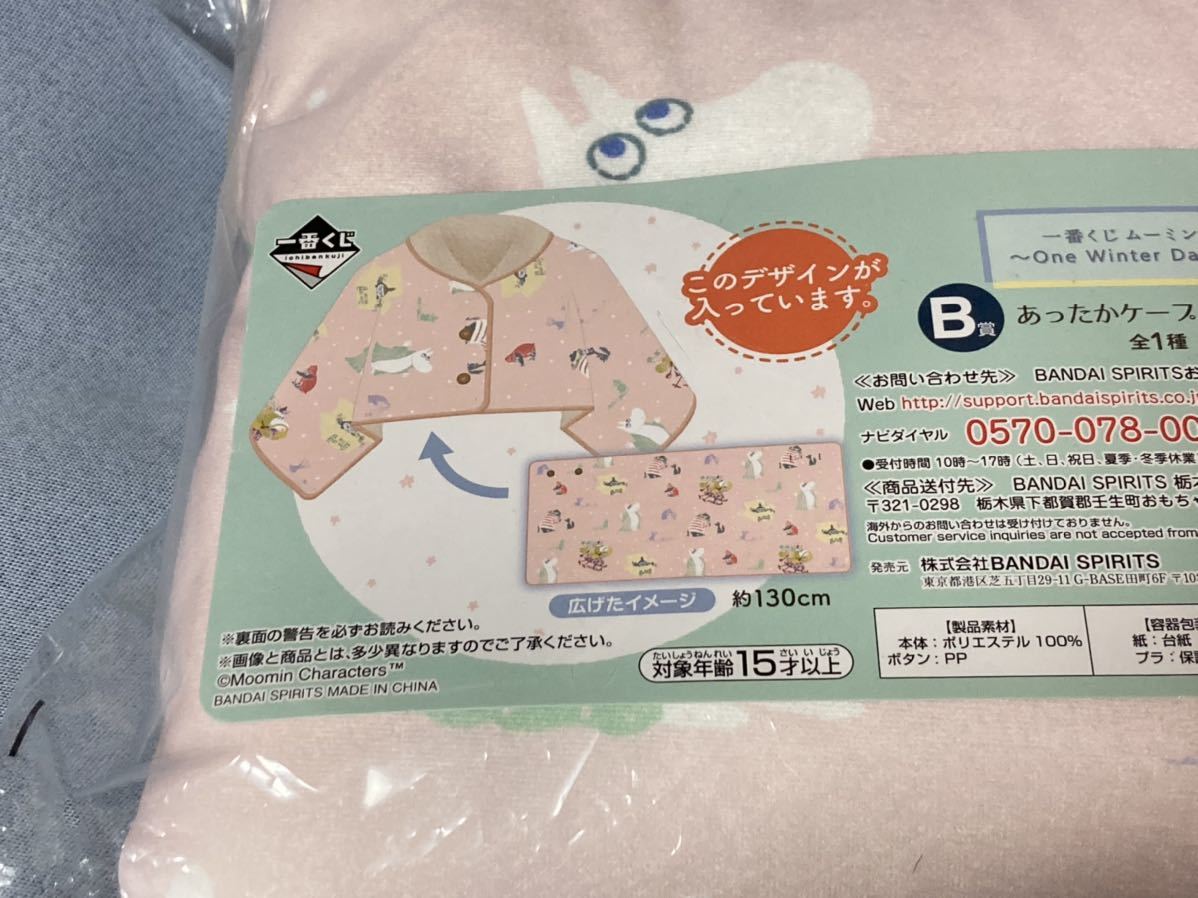 一番くじ
ichibankuji
このデザインが
入っています。
一番くじ ムーミン
～One Winter Da
B賞 あったかケープ
全1種
≪お問い合わせ先≫ BANDAI SPIRITSお
Web http://support.bandaispirits.co.j
ナビダイヤル 0570-078-00
●受付時間 10時～17時（土、日、祝日、夏季・冬季休業
≪商品送付先≫ BANDAI SPIRITS 栃木
〒321-0298 栃木県下都賀郡壬生町おもちゃ
海外からのお問い合わせは受け付けておりません。
Customer service inquiries are not accepted from
発売元 株式会社BANDAI SPIRITS
東京都港区芝五丁目29-11 G-BASE田町6F 〒108
広げたイメージ 約130cm
たいしょうねんれい さい いじょう
対象年齢15才以上
【製品素材】
本体：ポリエステル 100%
ボタン：PP
【容器包装
紙：台紙
プラ：保護
※裏面の警告を必ずお読みください。
※画像と商品とは、多少異なりますのでご了承ください。
©Moomin Characters™
BANDAI SPIRITS MADE IN CHINA